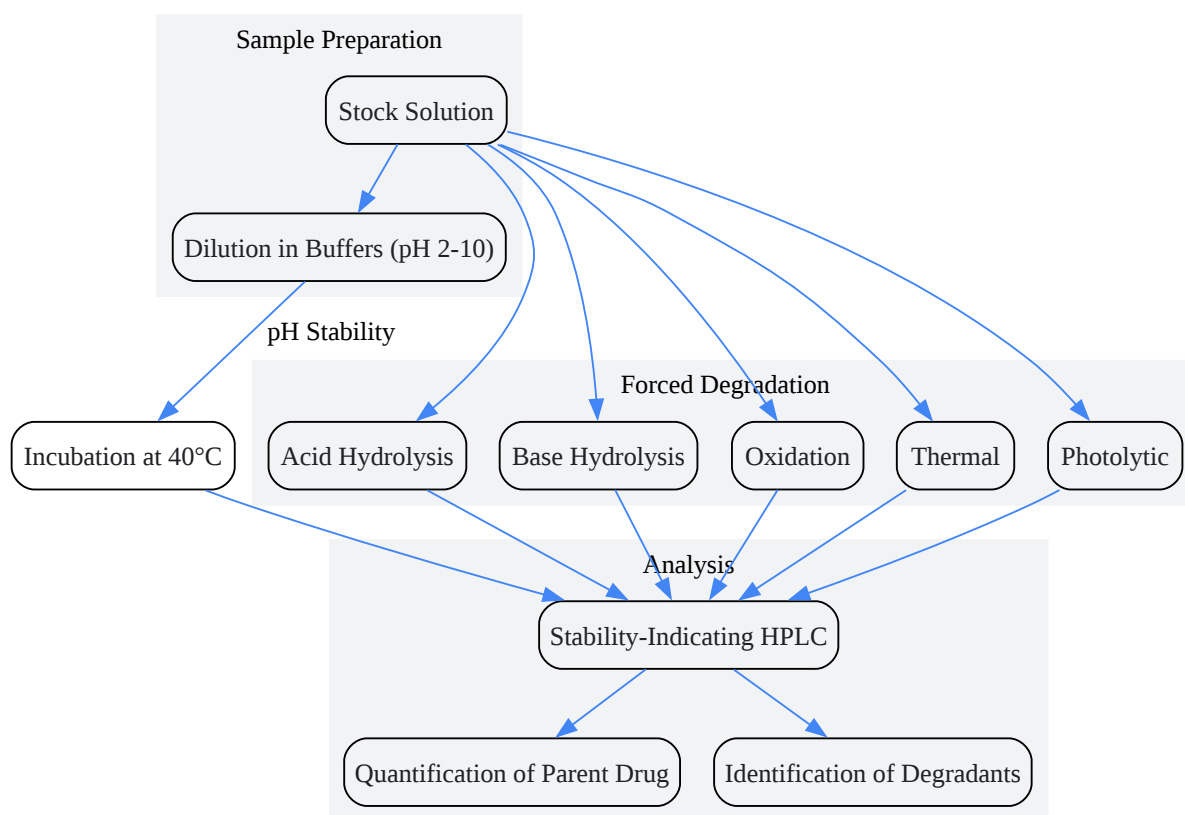 Sample Preparation
Stock Solution
Dilution in Buffers (pH 2-10)
pH Stability
Forced Degradation
Incubation at 40°C
Acid Hydrolysis
Base Hydrolysis
Oxidation
Thermal
Photolytic
Analysis
Stability-Indicating HPLC
Quantification of Parent Drug
Identification of Degradants